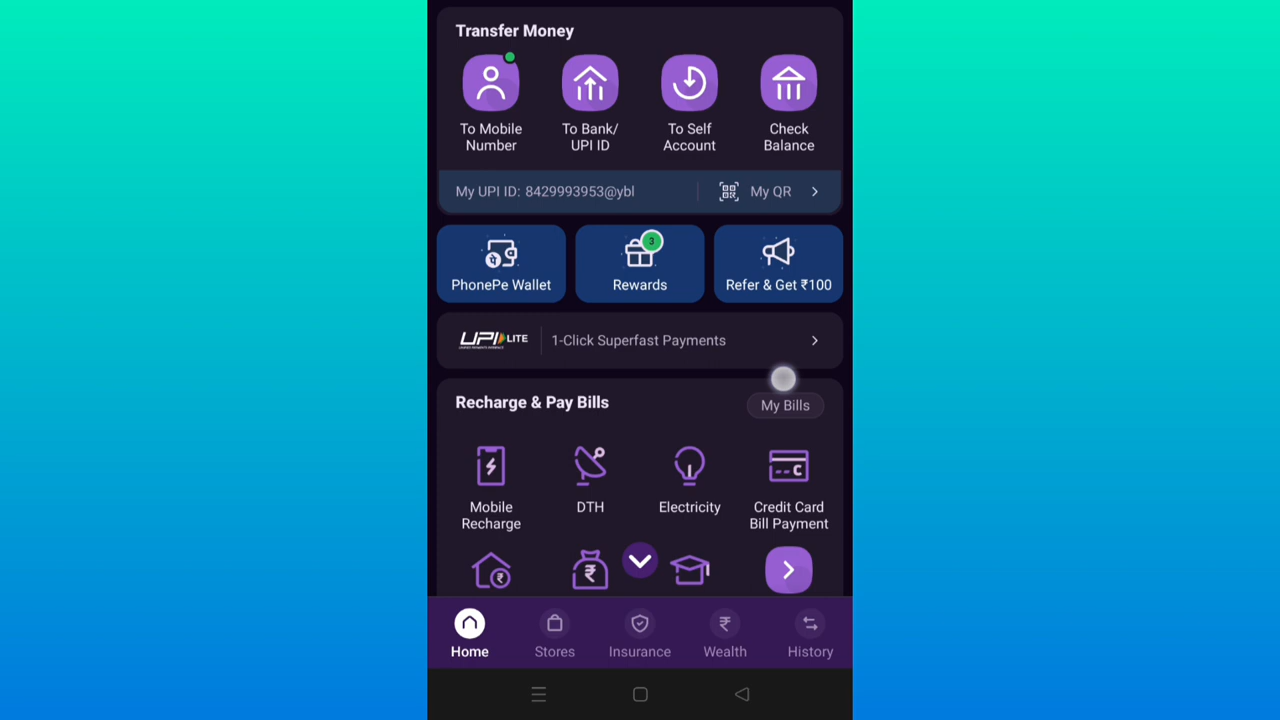 Transfer Money
To Mobile Number
To Bank/ UPI ID
To Self Account
Check Balance
My UPI ID: 8429993953@ybl
My QR
PhonePe Wallet
3
Rewards
Refer & Get ₹100
UPI LITE
1-Click Superfast Payments
Recharge & Pay Bills
My Bills
Mobile Recharge
DTH
Electricity
Credit Card Bill Payment
Home
Stores
Insurance
Wealth
History